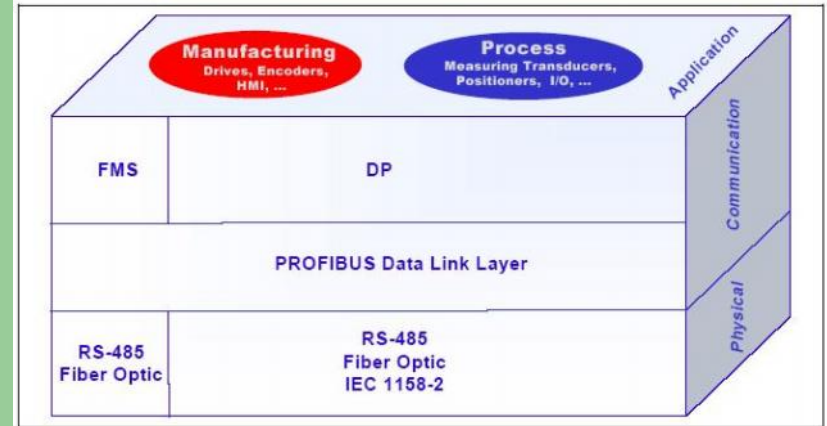 Manufacturing
Drives, Encoders,
HMI, ...
Process
Measuring Transducers,
Positioners, I/O, ...
Application
FMS
DP
Communication
PROFIBUS Data Link Layer
RS-485
Fiber Optic
RS-485
Fiber Optic
IEC 1158-2
Physical